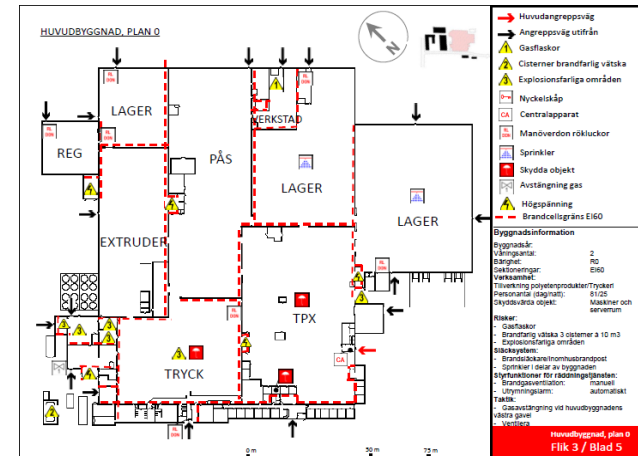 HUVUDBYGGNAD, PLAN 0
N
LAGER
REG
PÅS
VERKSTAD
LAGER
LAGER
EXTRUDER
TPX
TRYCK
CA
0 m
50 m
75 m
Huvudangreppsväg
Angreppsväg utifrån
Gasflaskor
Cisterner brandfarlig vätska
Explosionsfarliga områden
Nyckelskåp
CA Centralapparat
Manöverdon rökluckor
Sprinkler
Skydda objekt
Avstängning gas
Högspänning
Brandcellsgräns EI60
Byggnadsinformation
Byggnadsår:
Våningsantal: 2
Bärighet: R0
Sektioneringar: EI60
Verksamhet:
Tillverkning polyetenprodukter/Tryckeri
Personantal (dag/natt): 81/25
Skyddsvärda objekt: Maskiner och
serverrum
Risker:
- Gasflaskor
- Brandfarlig vätska 3 cisterner à 10 m3
- Explosionsfarliga områden
Släcksystem:
- Brandsläckare/Inomhusbrandpost
- Sprinkler i delar av byggnaden
Styrfunktioner för räddningstjänsten:
- Brandgasventilation: manuell
- Utrymningslarm: automatiskt
Taktik:
- Gasavstängning vid huvudbyggnadens
västra gavel
- Ventilera
Huvudbyggnad, plan 0
Flik 3 / Blad 5